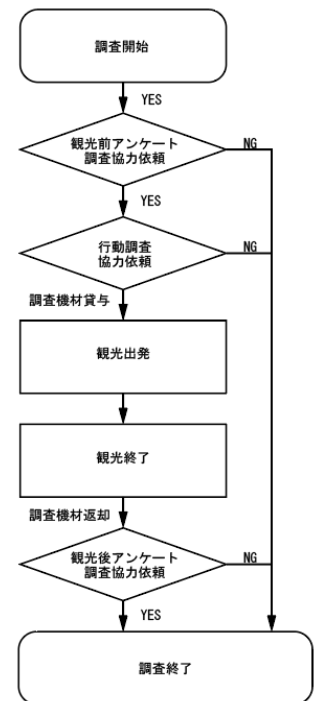 調査開始
YES
観光前アンケート
調査協力依頼
NG
YES
行動調査
協力依頼
NG
調査機材貸与
観光出発
観光終了
調査機材返却
観光後アンケート
調査協力依頼
NG
YES
調査終了